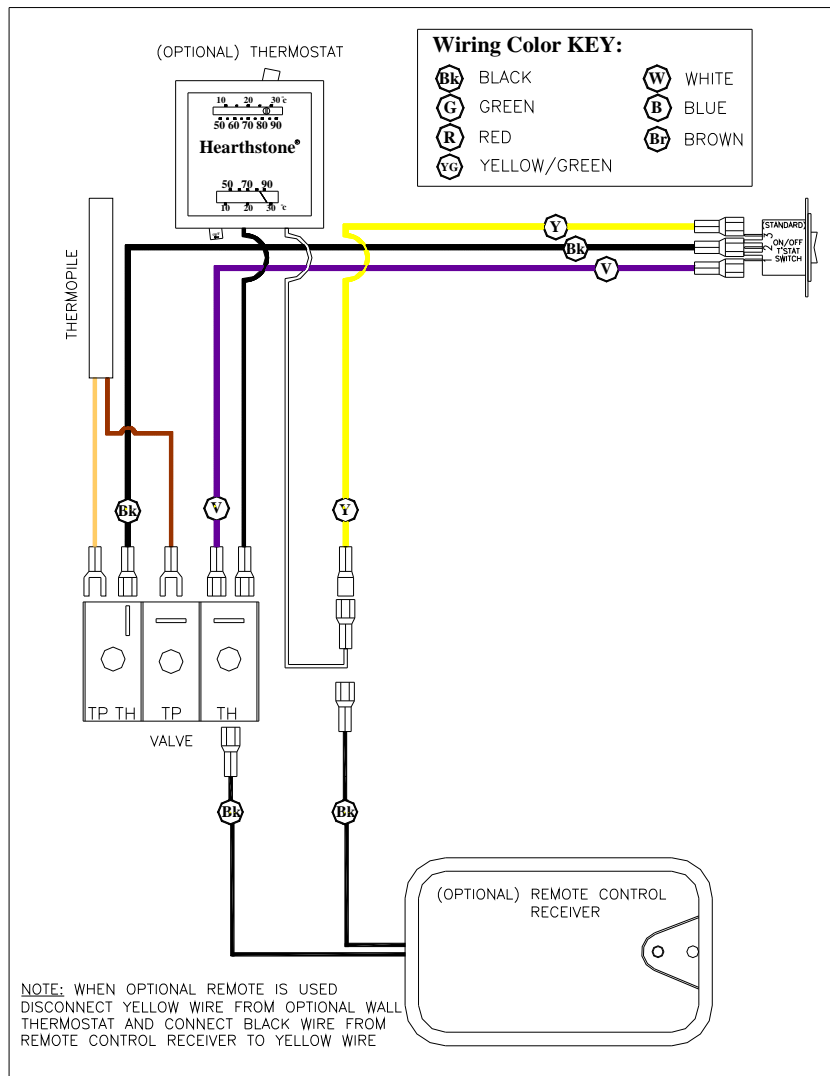 (OPTIONAL) THERMOSTAT
Wiring Color KEY:
Bk BLACK
W WHITE
G GREEN
B BLUE
R RED
Br BROWN
YG YELLOW/GREEN
10 20 30°c
50 60 70 80 90
Hearthstone®
50 70 90
10 20 30 °c
Y
Bk
V
(STANDARD)
3
2
1
ON/OFF
T'STAT
SWITCH
THERMOPILE
Bk
V
Y
TP TH
TP
TH
VALVE
Bk
Bk
(OPTIONAL) REMOTE CONTROL
RECEIVER
NOTE: WHEN OPTIONAL REMOTE IS USED
DISCONNECT YELLOW WIRE FROM OPTIONAL WALL
THERMOSTAT AND CONNECT BLACK WIRE FROM
REMOTE CONTROL RECEIVER TO YELLOW WIRE